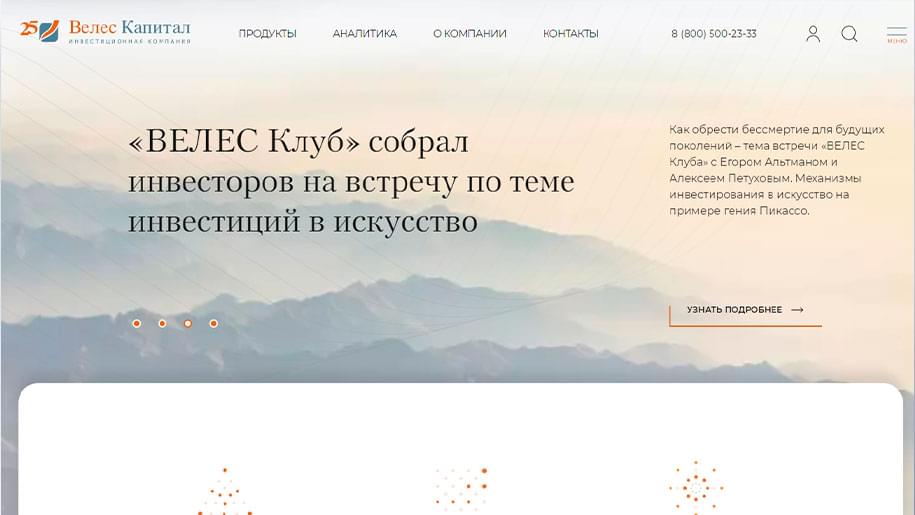 25 Велес Капитал
ИНВЕСТИЦИОННАЯ КОМПАНИЯ
ПРОДУКТЫ
АНАЛИТИКА
О КОМПАНИИ
КОНТАКТЫ
8 (800) 500-23-33
МЕНЮ
«ВЕЛЕС Клуб» собрал
инвесторов на встречу по теме
инвестиций в искусство
Как обрести бессмертие для будущих
поколений – тема встречи «ВЕЛЕС
Клуба» с Егором Альтманом и
Алексеем Петуховым. Механизмы
инвестирования в искусство на
примере гения Пикассо.
УЗНАТЬ ПОДРОБНЕЕ